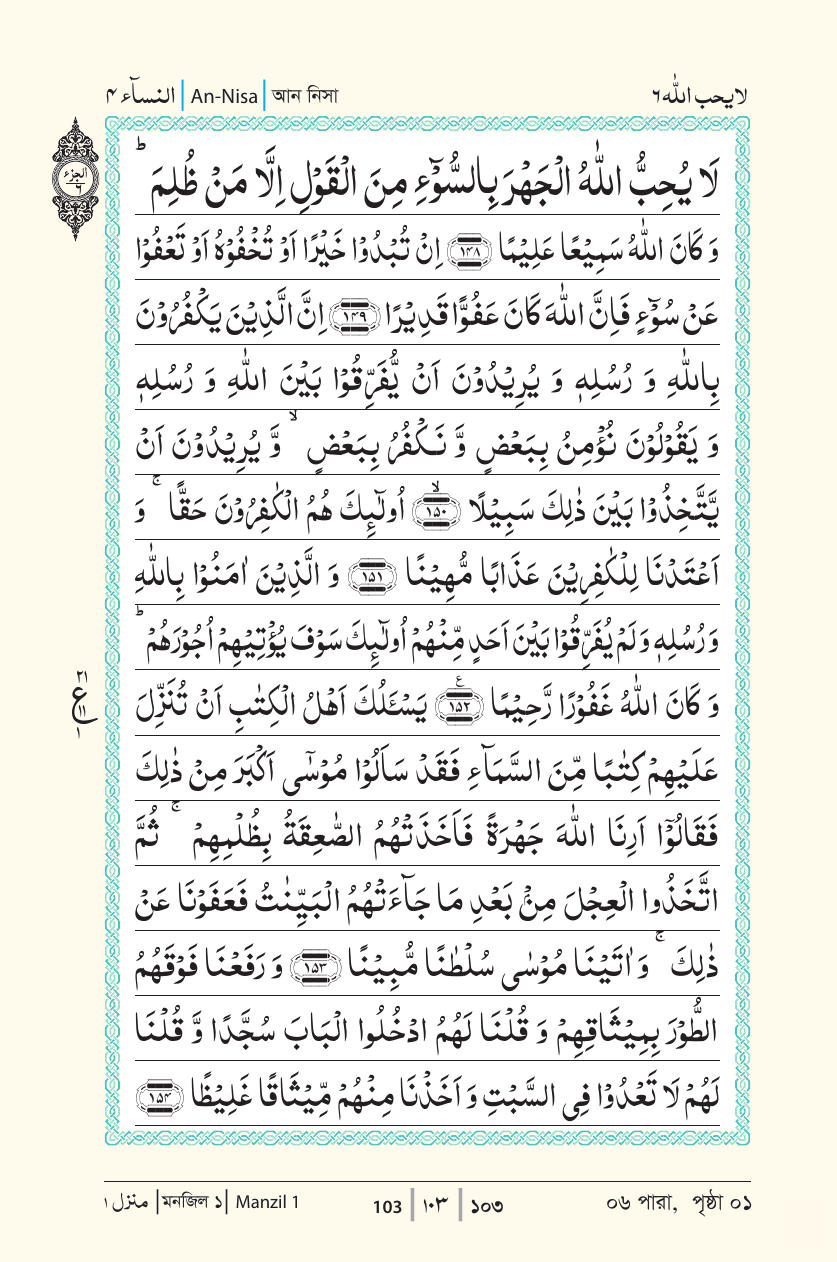 النسآء ۴ | An-Nisa | আন নিসা
لا یحب اللہ ۶
الجزء ۶
لَا یُحِبُّ اللّٰهُ الْجَهْرَ بِالسُّوْٓءِ مِنَ الْقَوْلِ اِلَّا مَنْ ظُلِمَ ؕ
وَ كَانَ اللّٰهُ سَمِیْعًا عَلِیْمًا ﴿۱۴۸﴾ اِنْ تُبْدُوْا خَیْرًا اَوْ تُخْفُوْهُ اَوْ تَعْفُوْا
عَنْ سُوْٓءٍ فَاِنَّ اللّٰهَ كَانَ عَفُوًّا قَدِیْرًا ﴿۱۴۹﴾ اِنَّ الَّذِیْنَ یَكْفُرُوْنَ
بِاللّٰهِ وَ رُسُلِهٖ وَ یُرِیْدُوْنَ اَنْ یُّفَرِّقُوْا بَیْنَ اللّٰهِ وَ رُسُلِهٖ
وَ یَقُوْلُوْنَ نُؤْمِنُ بِبَعْضٍ وَّ نَكْفُرُ بِبَعْضٍ ۙ وَّ یُرِیْدُوْنَ اَنْ
یَّتَّخِذُوْا بَیْنَ ذٰلِكَ سَبِیْلًا ﴿۱۵۰﴾ۙ اُولٰٓئِكَ هُمُ الْكٰفِرُوْنَ حَقًّا ۚ وَ
اَعْتَدْنَا لِلْكٰفِرِیْنَ عَذَابًا مُّهِیْنًا ﴿۱۵۱﴾ وَ الَّذِیْنَ اٰمَنُوْا بِاللّٰهِ
وَ رُسُلِهٖ وَ لَمْ یُفَرِّقُوْا بَیْنَ اَحَدٍ مِّنْهُمْ اُولٰٓئِكَ سَوْفَ یُؤْتِیْهِمْ اُجُوْرَهُمْ ؕ
وَ كَانَ اللّٰهُ غَفُوْرًا رَّحِیْمًا ﴿۱۵۲﴾ع یَسْـَٔلُكَ اَهْلُ الْكِتٰبِ اَنْ تُنَزِّلَ
۲۱ ع ۱۱ ۱
عَلَیْهِمْ كِتٰبًا مِّنَ السَّمَآءِ فَقَدْ سَاَلُوْا مُوْسٰۤی اَكْبَرَ مِنْ ذٰلِكَ
فَقَالُوْۤا اَرِنَا اللّٰهَ جَهْرَةً فَاَخَذَتْهُمُ الصّٰعِقَةُ بِظُلْمِهِمْ ۚ ثُمَّ
اتَّخَذُوا الْعِجْلَ مِنْۢ بَعْدِ مَا جَآءَتْهُمُ الْبَیِّنٰتُ فَعَفَوْنَا عَنْ
ذٰلِكَ ۚ وَ اٰتَیْنَا مُوْسٰی سُلْطٰنًا مُّبِیْنًا ﴿۱۵۳﴾ وَ رَفَعْنَا فَوْقَهُمُ
الطُّوْرَ بِمِیْثَاقِهِمْ وَ قُلْنَا لَهُمُ ادْخُلُوا الْبَابَ سُجَّدًا وَّ قُلْنَا
لَهُمْ لَا تَعْدُوْا فِی السَّبْتِ وَ اَخَذْنَا مِنْهُمْ مِّیْثَاقًا غَلِیْظًا ﴿۱۵۴﴾
منزل ۱ | মনজিল ১ | Manzil 1
103 | ۱۰۳ | ১০৩
০৬ পারা, পৃষ্ঠা ০১